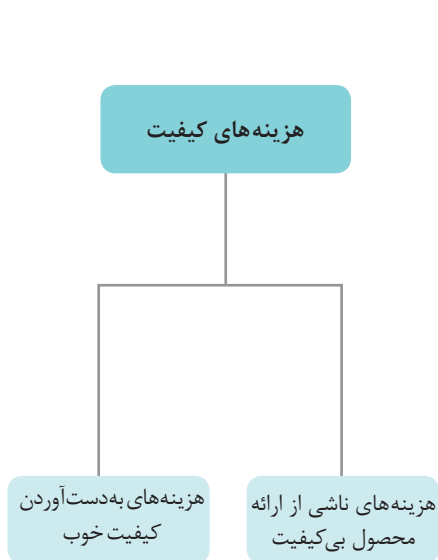 هزینه‌های کیفیت
هزینه‌های ناشی از ارائه
محصول بی‌کیفیت
هزینه‌های به‌دست‌آوردن
کیفیت خوب